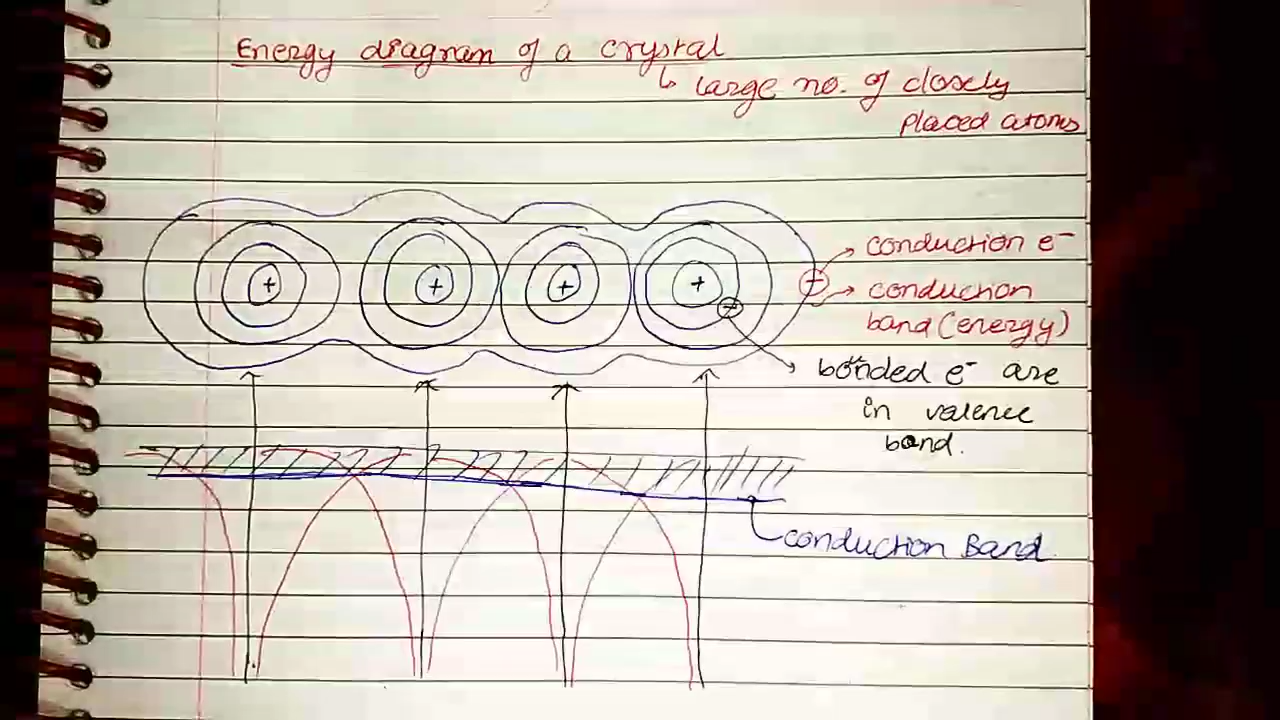 Energy diagram of a crystal
↳ large no. of closely
placed atoms
+ + + +
conduction e⁻
conduction
band (energy)
bonded e⁻ are
in valence
band.
conduction Band